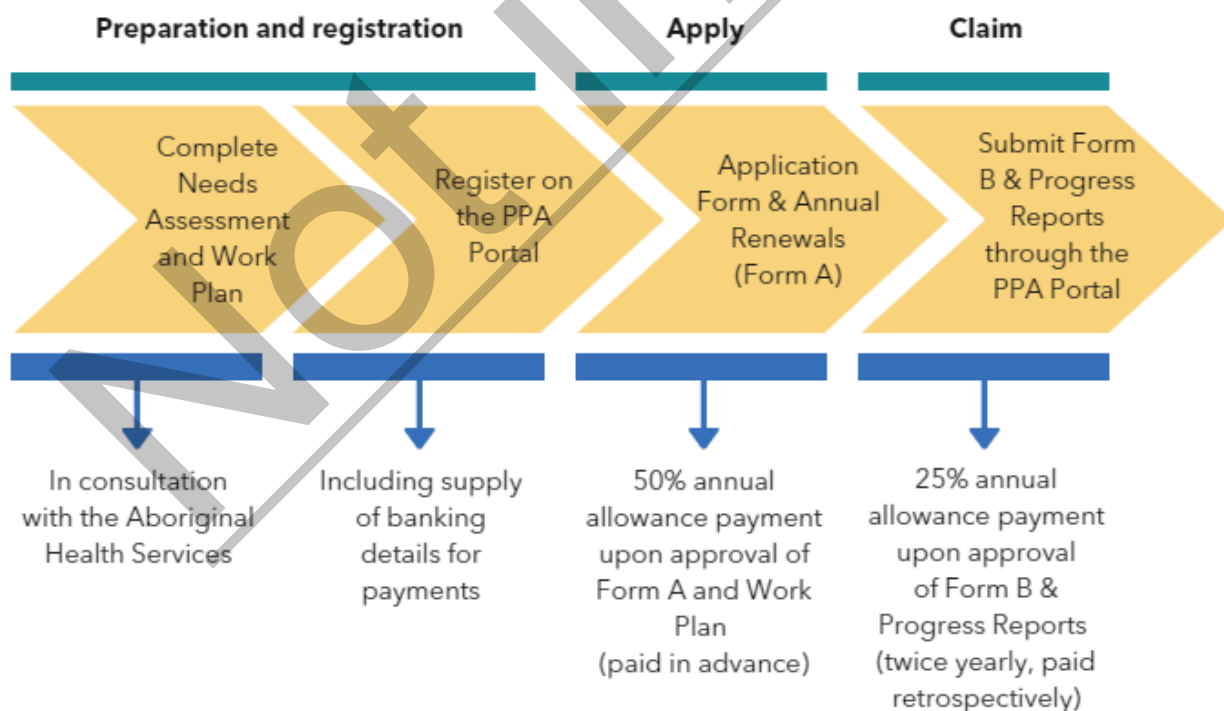 Preparation and registration
Apply
Claim
Complete
Needs
Assessment
and Work
Plan
Register on
the PPA
Portal
Application
Form & Annual
Renewals
(Form A)
Submit Form
B & Progress
Reports
through the
PPA Portal
In consultation
with the Aboriginal
Health Services
Including supply
of banking
details for
payments
50% annual
allowance payment
upon approval of
Form A and Work
Plan
(paid in advance)
25% annual
allowance payment
upon approval
of Form B &
Progress Reports
(twice yearly, paid
retrospectively)
Not